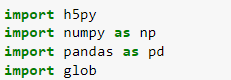 import h5py
import numpy as np
import pandas as pd
import glob